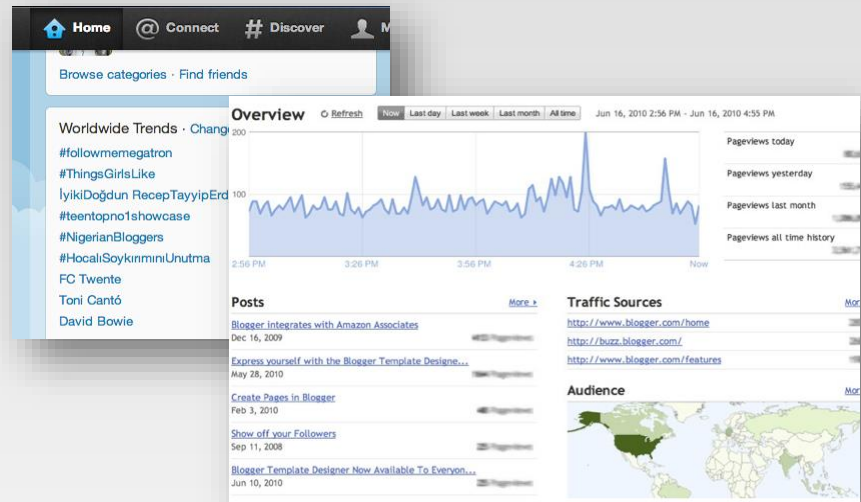 Home
Connect
Discover
M
Browse categories · Find friends
Worldwide Trends · Chang
#followmemegatron
#ThingsGirlsLike
İyikiDoğdun RecepTayyipErd
#teentopno1showcase
#NigerianBloggers
#HocalıSoykırımınıUnutma
FC Twente
Toni Cantó
David Bowie
Overview
Refresh
Now Last day Last week Last month All time
Jun 16, 2010 2:56 PM - Jun 16, 2010 4:55 PM
200
100
2:56 PM 3:26 PM 3:56 PM 4:26 PM Now
Pageviews today
Pageviews yesterday
Pageviews last month
Pageviews all time history
Posts
More
Blogger integrates with Amazon Associates
Dec 16, 2009
Express yourself with the Blogger Template Designe...
May 28, 2010
Create Pages in Blogger
Feb 3, 2010
Show off your Followers
Sep 11, 2008
Blogger Template Designer Now Available To Everyon...
Jun 10, 2010
Traffic Sources
Mor
http://www.blogger.com/home
http://buzz.blogger.com/
http://www.blogger.com/features
Audience
Mor